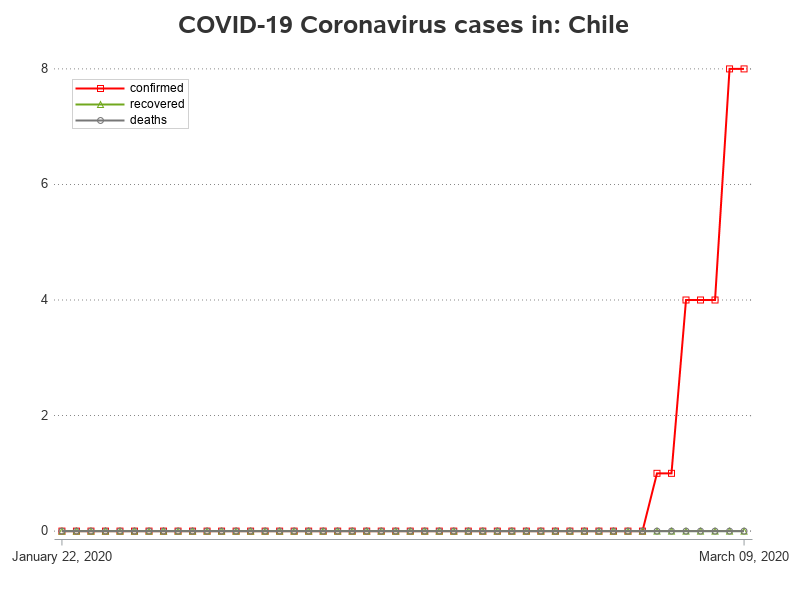 COVID-19 Coronavirus cases in: Chile
8
confirmed
recovered
deaths
6
4
2
0
January 22, 2020
March 09, 2020